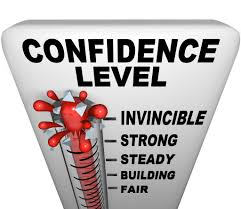 CONFIDENCE
LEVEL
INVINCIBLE
STRONG
STEADY
BUILDING
FAIR